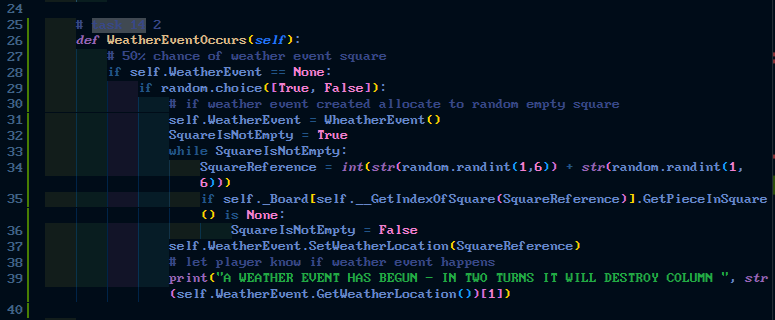 24
25 # 2
26 def WeatherEventOccurs(self):
27 # 50% chance of weather event square
28 if self.WeatherEvent == None:
29 if random.choice([True, False]):
30 # if weather event created allocate to random empty square
31 self.WeatherEvent = WheatherEvent()
32 SquareIsNotEmpty = True
33 while SquareIsNotEmpty:
34 SquareReference = int(str(random.randint(1,6)) + str(random.randint(1,
6)))
35 if self._Board[self.__GetIndexOfSquare(SquareReference)].GetPieceInSquare
() is None:
36 SquareIsNotEmpty = False
37 self.WeatherEvent.SetWeatherLocation(SquareReference)
38 # let player know if weather event happens
39 print("A WEATHER EVENT HAS BEGUN - IN TWO TURNS IT WILL DESTROY COLUMN ", str
(self.WeatherEvent.GetWeatherLocation())[1])
40